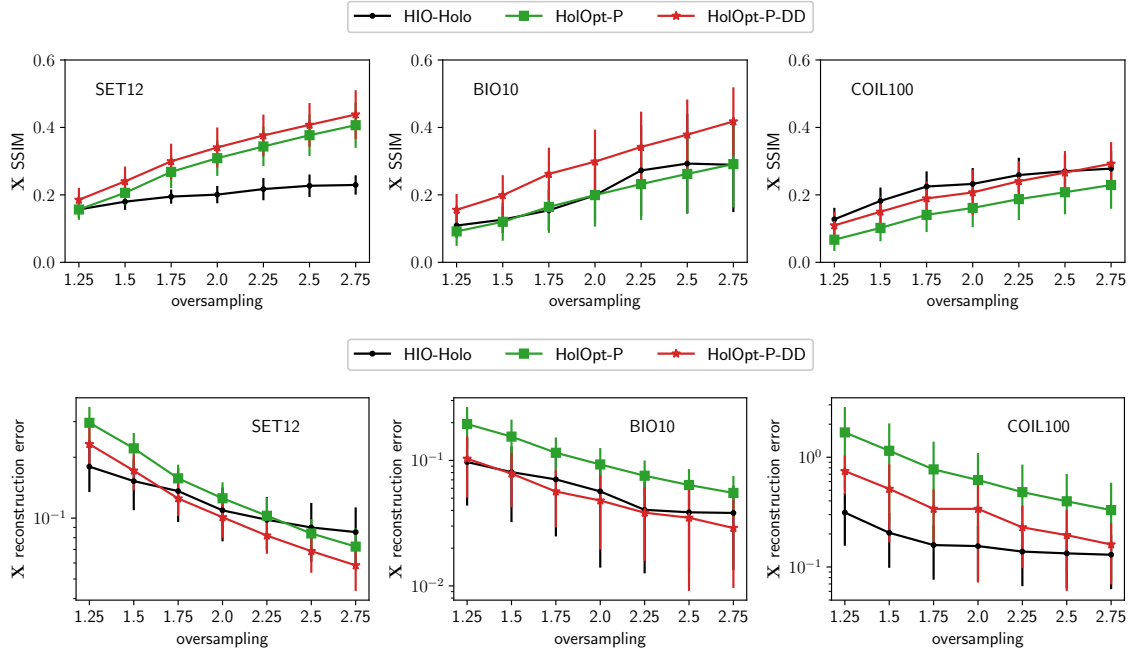 HIO-Holo HolOpt-P HolOpt-P-DD
SET12
X SSIM
0.6
0.4
0.2
0.0
1.25 1.5 1.75 2.0 2.25 2.5 2.75
oversampling
BIO10
X SSIM
0.6
0.4
0.2
0.0
1.25 1.5 1.75 2.0 2.25 2.5 2.75
oversampling
COIL100
X SSIM
0.6
0.4
0.2
0.0
1.25 1.5 1.75 2.0 2.25 2.5 2.75
oversampling
HIO-Holo HolOpt-P HolOpt-P-DD
SET12
X reconstruction error
10⁻¹
1.25 1.5 1.75 2.0 2.25 2.5 2.75
oversampling
BIO10
X reconstruction error
10⁻¹
10⁻²
1.25 1.5 1.75 2.0 2.25 2.5 2.75
oversampling
COIL100
X reconstruction error
10⁰
10⁻¹
1.25 1.5 1.75 2.0 2.25 2.5 2.75
oversampling